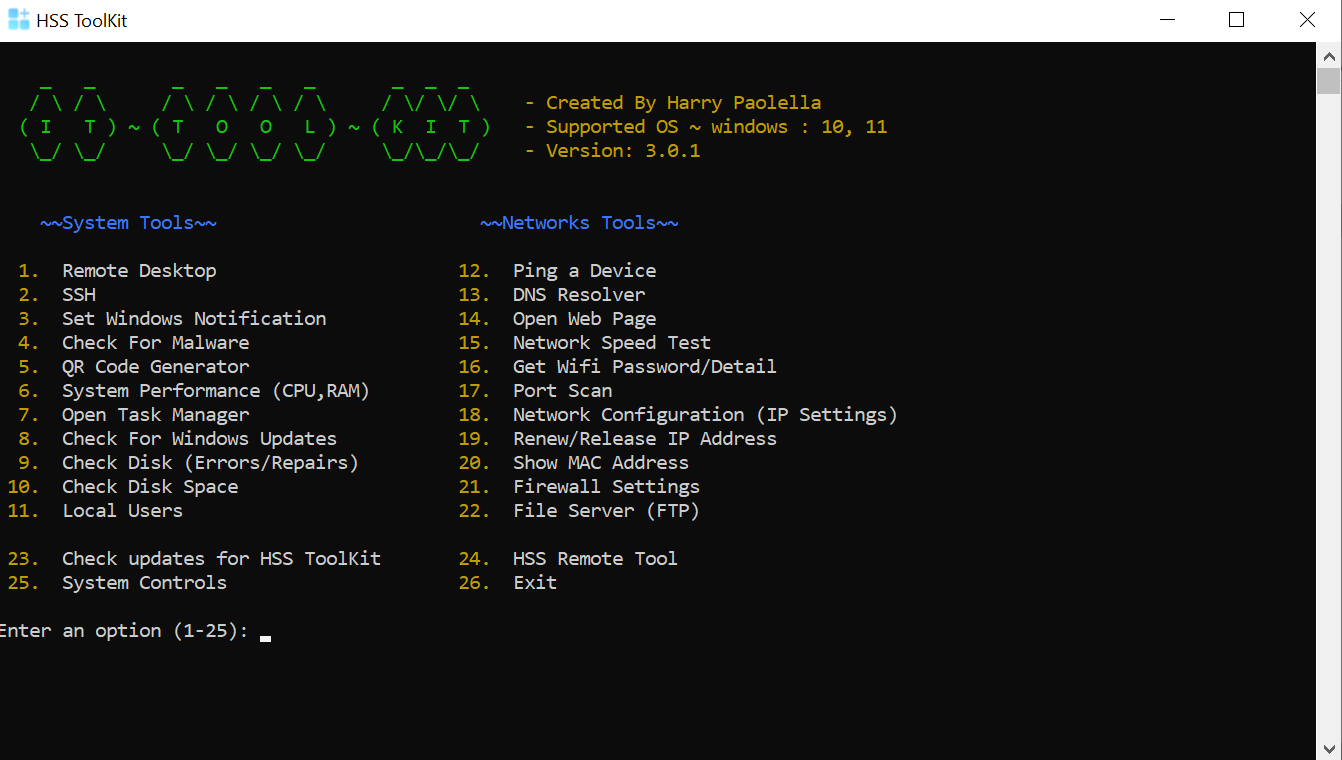 HSS ToolKit
( I T ) ~ ( T O O L ) ~ ( K I T )
- Created By Harry Paolella
- Supported OS ~ windows : 10, 11
- Version: 3.0.1
~~System Tools~~ ~~Networks Tools~~
1. Remote Desktop 12. Ping a Device
2. SSH 13. DNS Resolver
3. Set Windows Notification 14. Open Web Page
4. Check For Malware 15. Network Speed Test
5. QR Code Generator 16. Get Wifi Password/Detail
6. System Performance (CPU,RAM) 17. Port Scan
7. Open Task Manager 18. Network Configuration (IP Settings)
8. Check For Windows Updates 19. Renew/Release IP Address
9. Check Disk (Errors/Repairs) 20. Show MAC Address
10. Check Disk Space 21. Firewall Settings
11. Local Users 22. File Server (FTP)
23. Check updates for HSS ToolKit 24. HSS Remote Tool
25. System Controls 26. Exit
Enter an option (1-25):